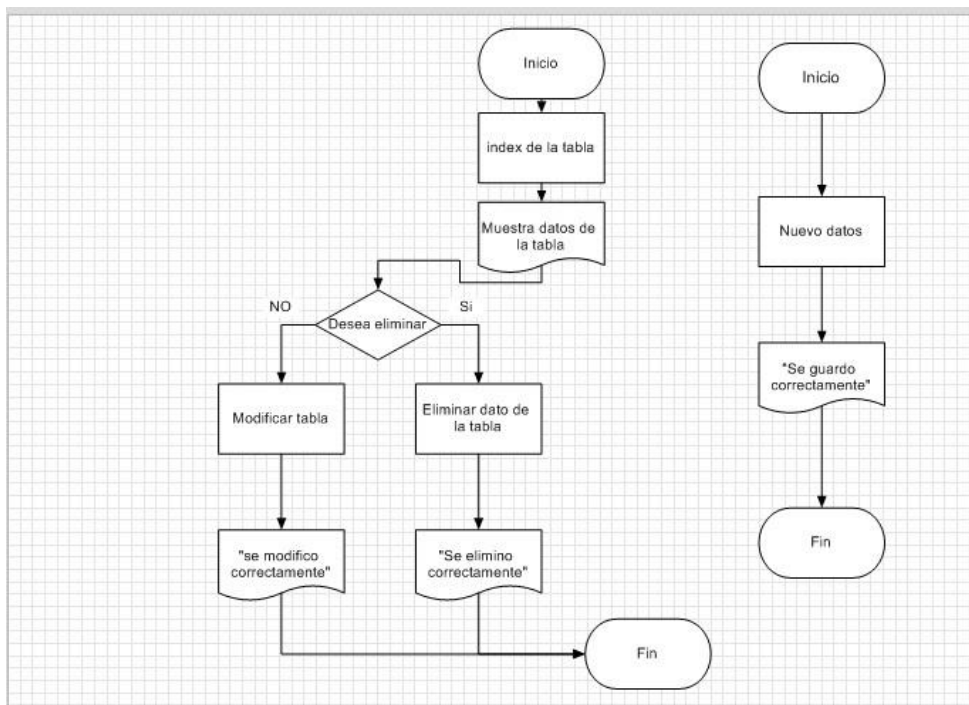 Inicio
index de la tabla
Muestra datos de
la tabla
NO
Si
Desea eliminar
Modificar tabla
Eliminar dato de
la tabla
"se modifico
correctamente"
"Se elimino
correctamente"
Fin
Inicio
Nuevo datos
"Se guardo
correctamente"
Fin